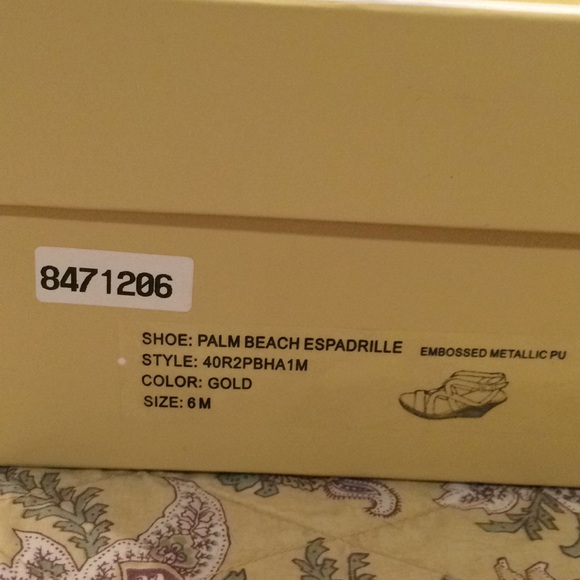 8471206
SHOE: PALM BEACH ESPADRILLE
EMBOSSED METALLIC PU
STYLE: 40R2PBHA1M
COLOR: GOLD
SIZE: 6 M